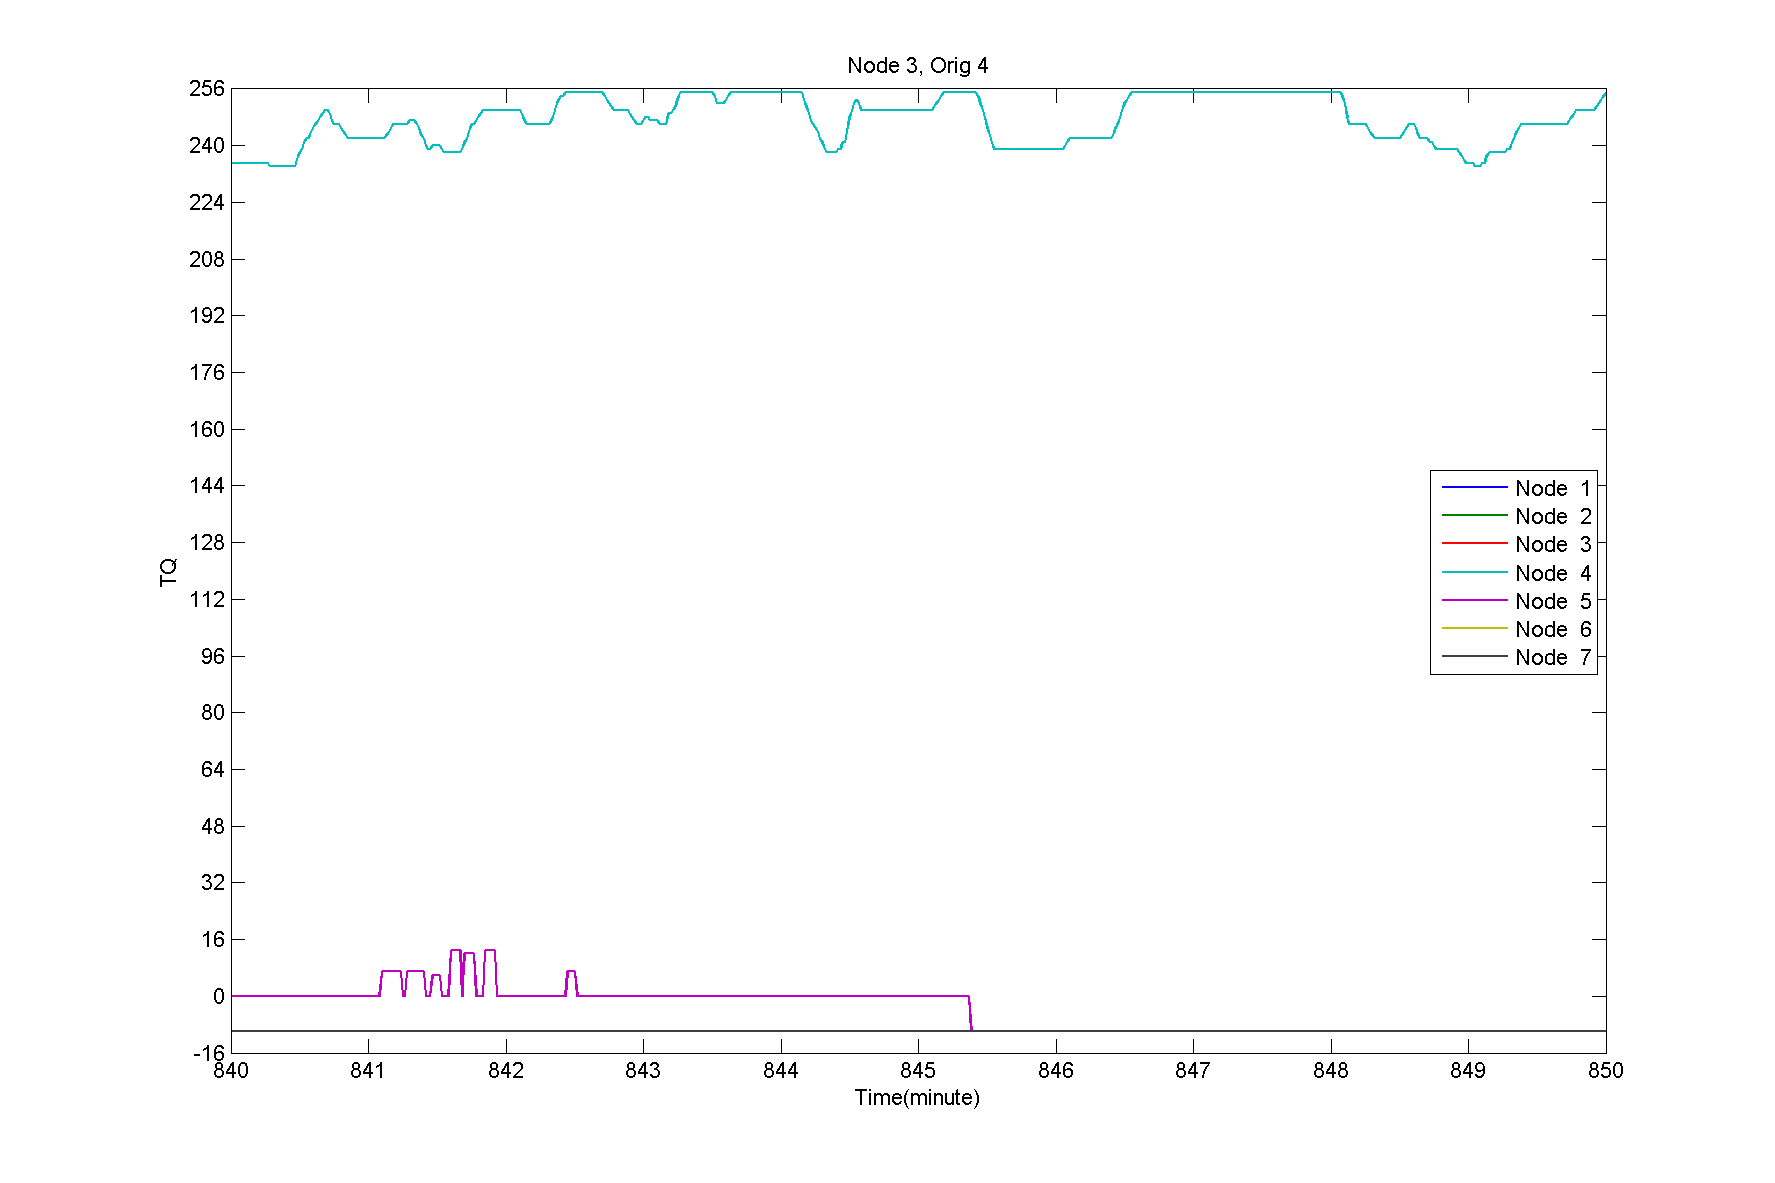 Node 3, Orig 4
256
240
224
208
192
176
160
144
128
112
96
80
64
48
32
16
0
-16
TQ
Node 1
Node 2
Node 3
Node 4
Node 5
Node 6
Node 7
840 841 842 843 844 845 846 847 848 849 850
Time(minute)